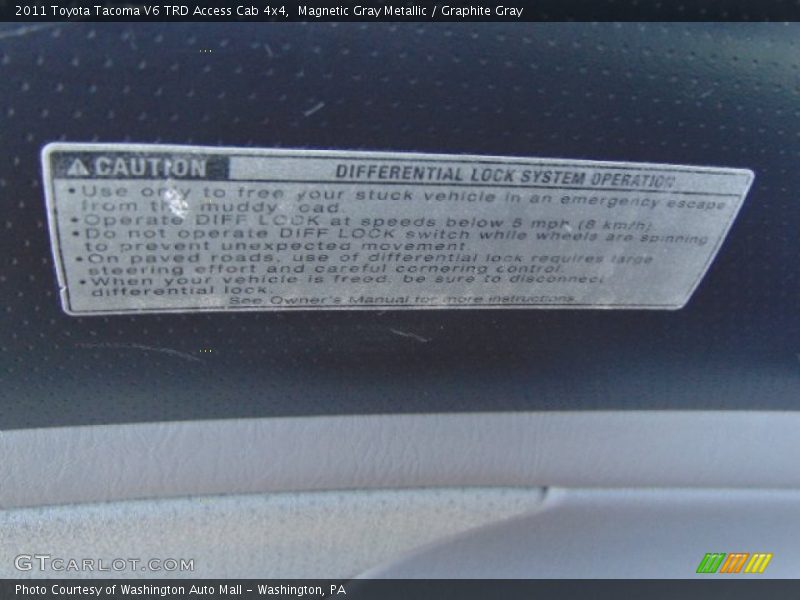 2011 Toyota Tacoma V6 TRD Access Cab 4x4, Magnetic Gray Metallic / Graphite Gray
CAUTION DIFFERENTIAL LOCK SYSTEM OPERATION
•Use only to free your stuck vehicle in an emergency escape
from the muddy road.
•Operate DIFF LOCK at speeds below 5 mph (8 km/h).
•Do not operate DIFF LOCK switch while wheels are spinning
to prevent unexpected movement.
•On paved roads, use of differential lock requires large
steering effort and careful cornering control.
•When your vehicle is freed, be sure to disconnect
differential lock.
See Owner's Manual for more instructions.
GTCARLOT.COM
Photo Courtesy of Washington Auto Mall - Washington, PA